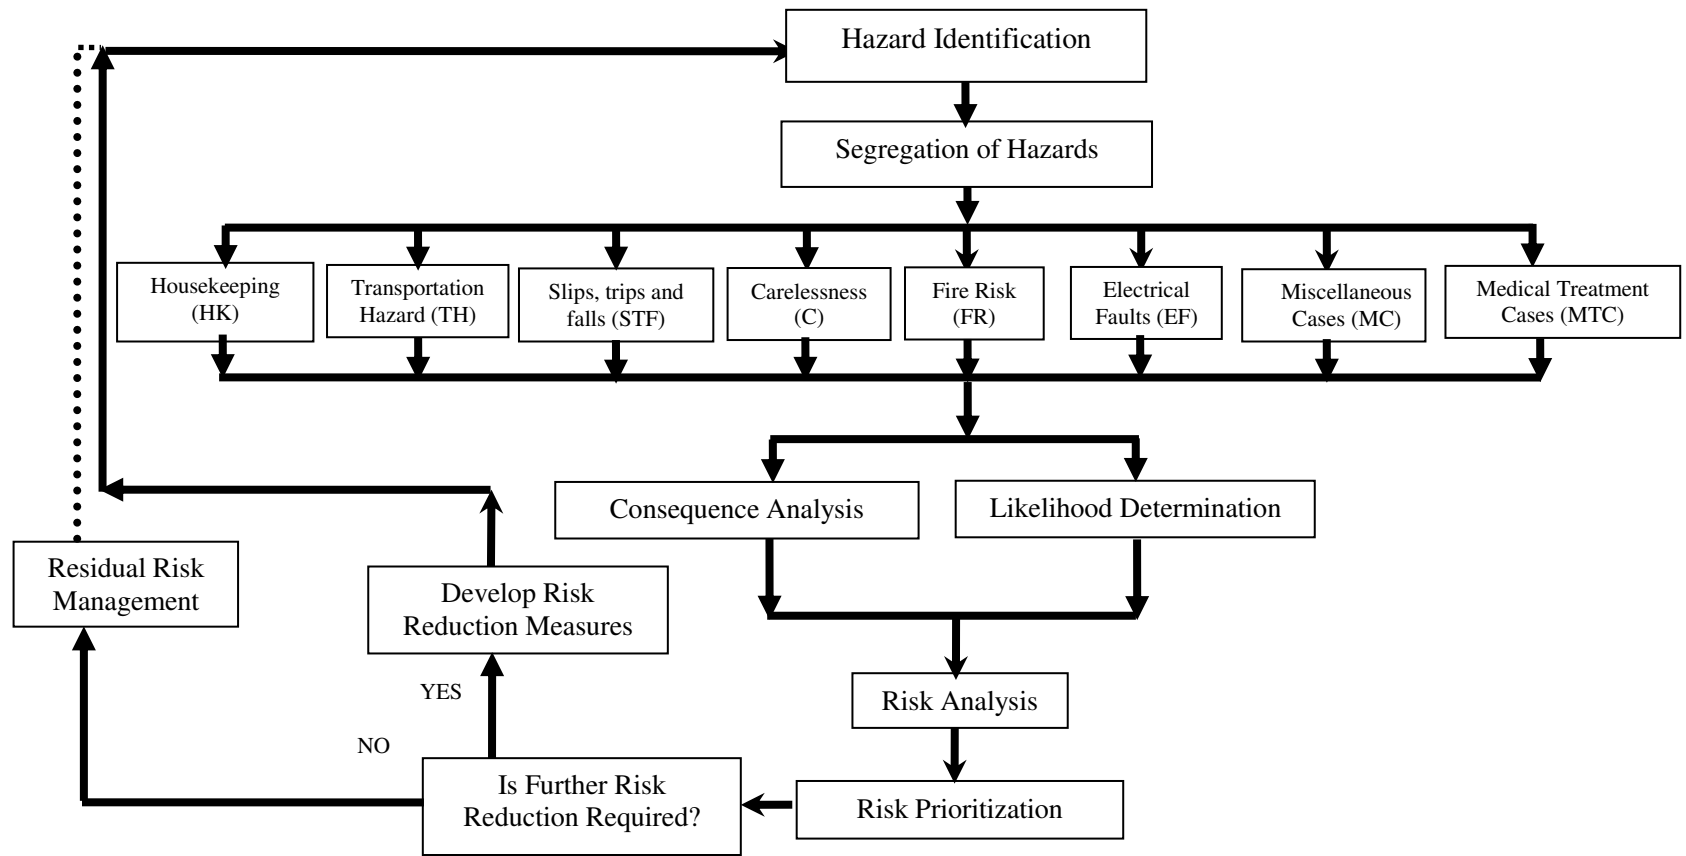 Hazard Identification
Segregation of Hazards
Housekeeping
(HK)
Transportation
Hazard (TH)
Slips, trips and
falls (STF)
Carelessness
(C)
Fire Risk
(FR)
Electrical
Faults (EF)
Miscellaneous
Cases (MC)
Medical Treatment
Cases (MTC)
Consequence Analysis
Likelihood Determination
Residual Risk
Management
Develop Risk
Reduction Measures
YES
Risk Analysis
NO
Is Further Risk
Reduction Required?
Risk Prioritization